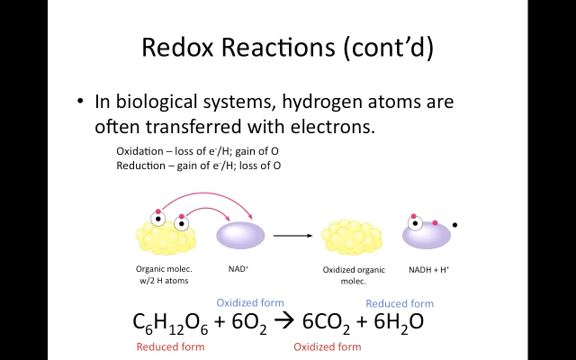 Redox Reactions (cont’d)
• In biological systems, hydrogen atoms are
often transferred with electrons.
Oxidation – loss of e⁻/H; gain of O
Reduction – gain of e⁻/H; loss of O
Organic molec.
w/2 H atoms
NAD⁺
Oxidized organic
molec.
NADH + H⁺
Oxidized form
Reduced form
C₆H₁₂O₆ + 6O₂ → 6CO₂ + 6H₂O
Reduced form
Oxidized form